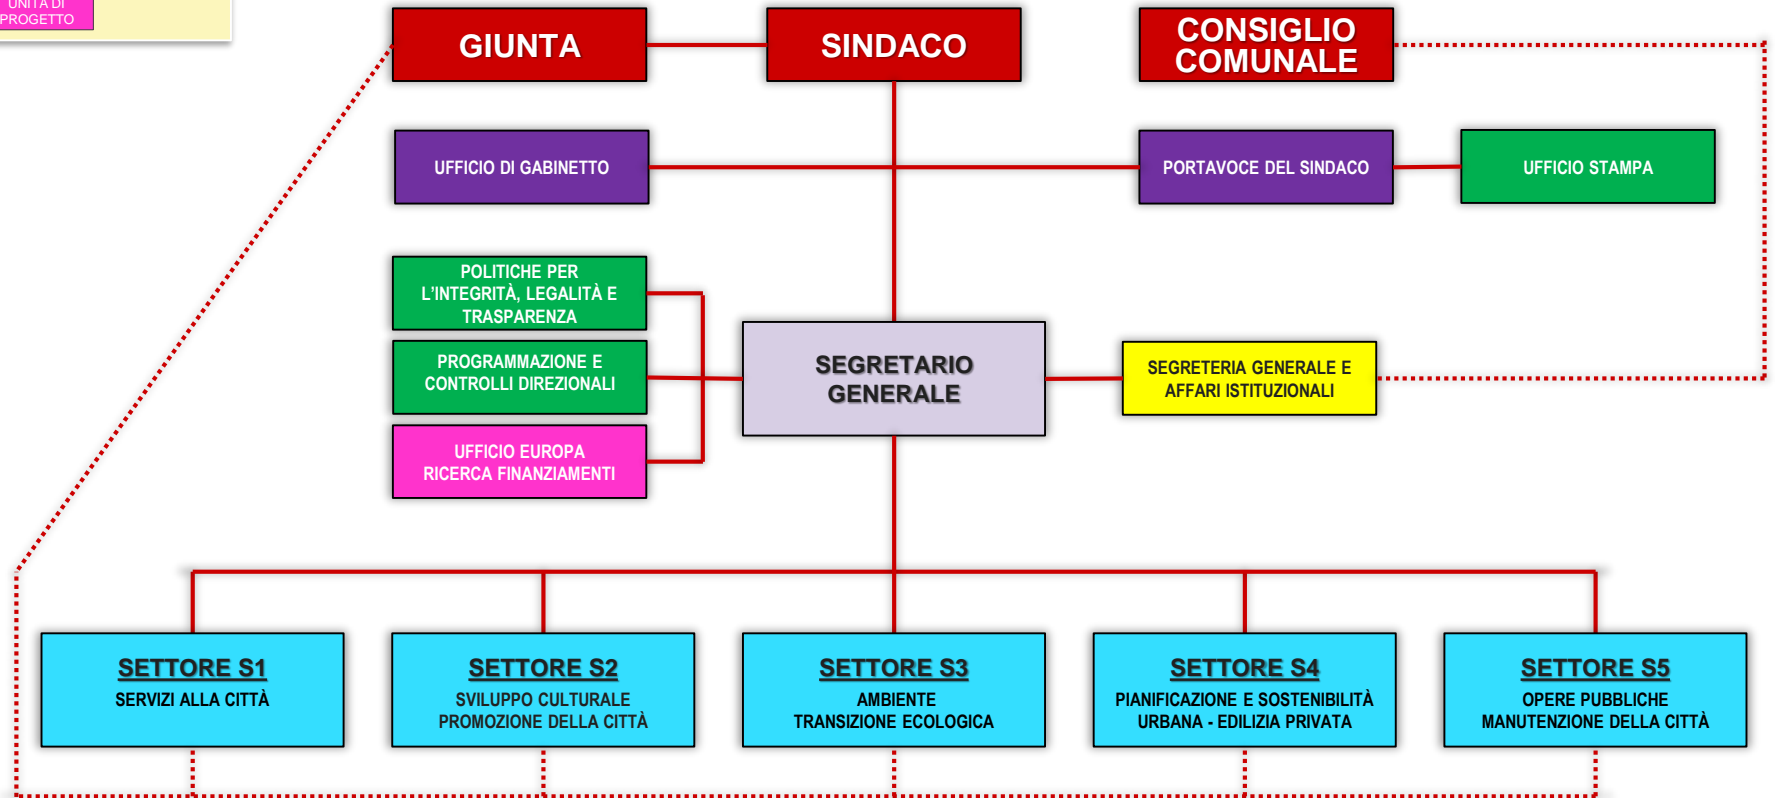 UNITÀ DI
PROGETTO
GIUNTA
SINDACO
CONSIGLIO
COMUNALE
UFFICIO DI GABINETTO
PORTAVOCE DEL SINDACO
UFFICIO STAMPA
POLITICHE PER
L'INTEGRITÀ, LEGALITÀ E
TRASPARENZA
PROGRAMMAZIONE E
CONTROLLI DIREZIONALI
UFFICIO EUROPA
RICERCA FINANZIAMENTI
SEGRETARIO
GENERALE
SEGRETERIA GENERALE E
AFFARI ISTITUZIONALI
SETTORE S1
SERVIZI ALLA CITTÀ
SETTORE S2
SVILUPPO CULTURALE
PROMOZIONE DELLA CITTÀ
SETTORE S3
AMBIENTE
TRANSIZIONE ECOLOGICA
SETTORE S4
PIANIFICAZIONE E SOSTENIBILITÀ
URBANA - EDILIZIA PRIVATA
SETTORE S5
OPERE PUBBLICHE
MANUTENZIONE DELLA CITTÀ